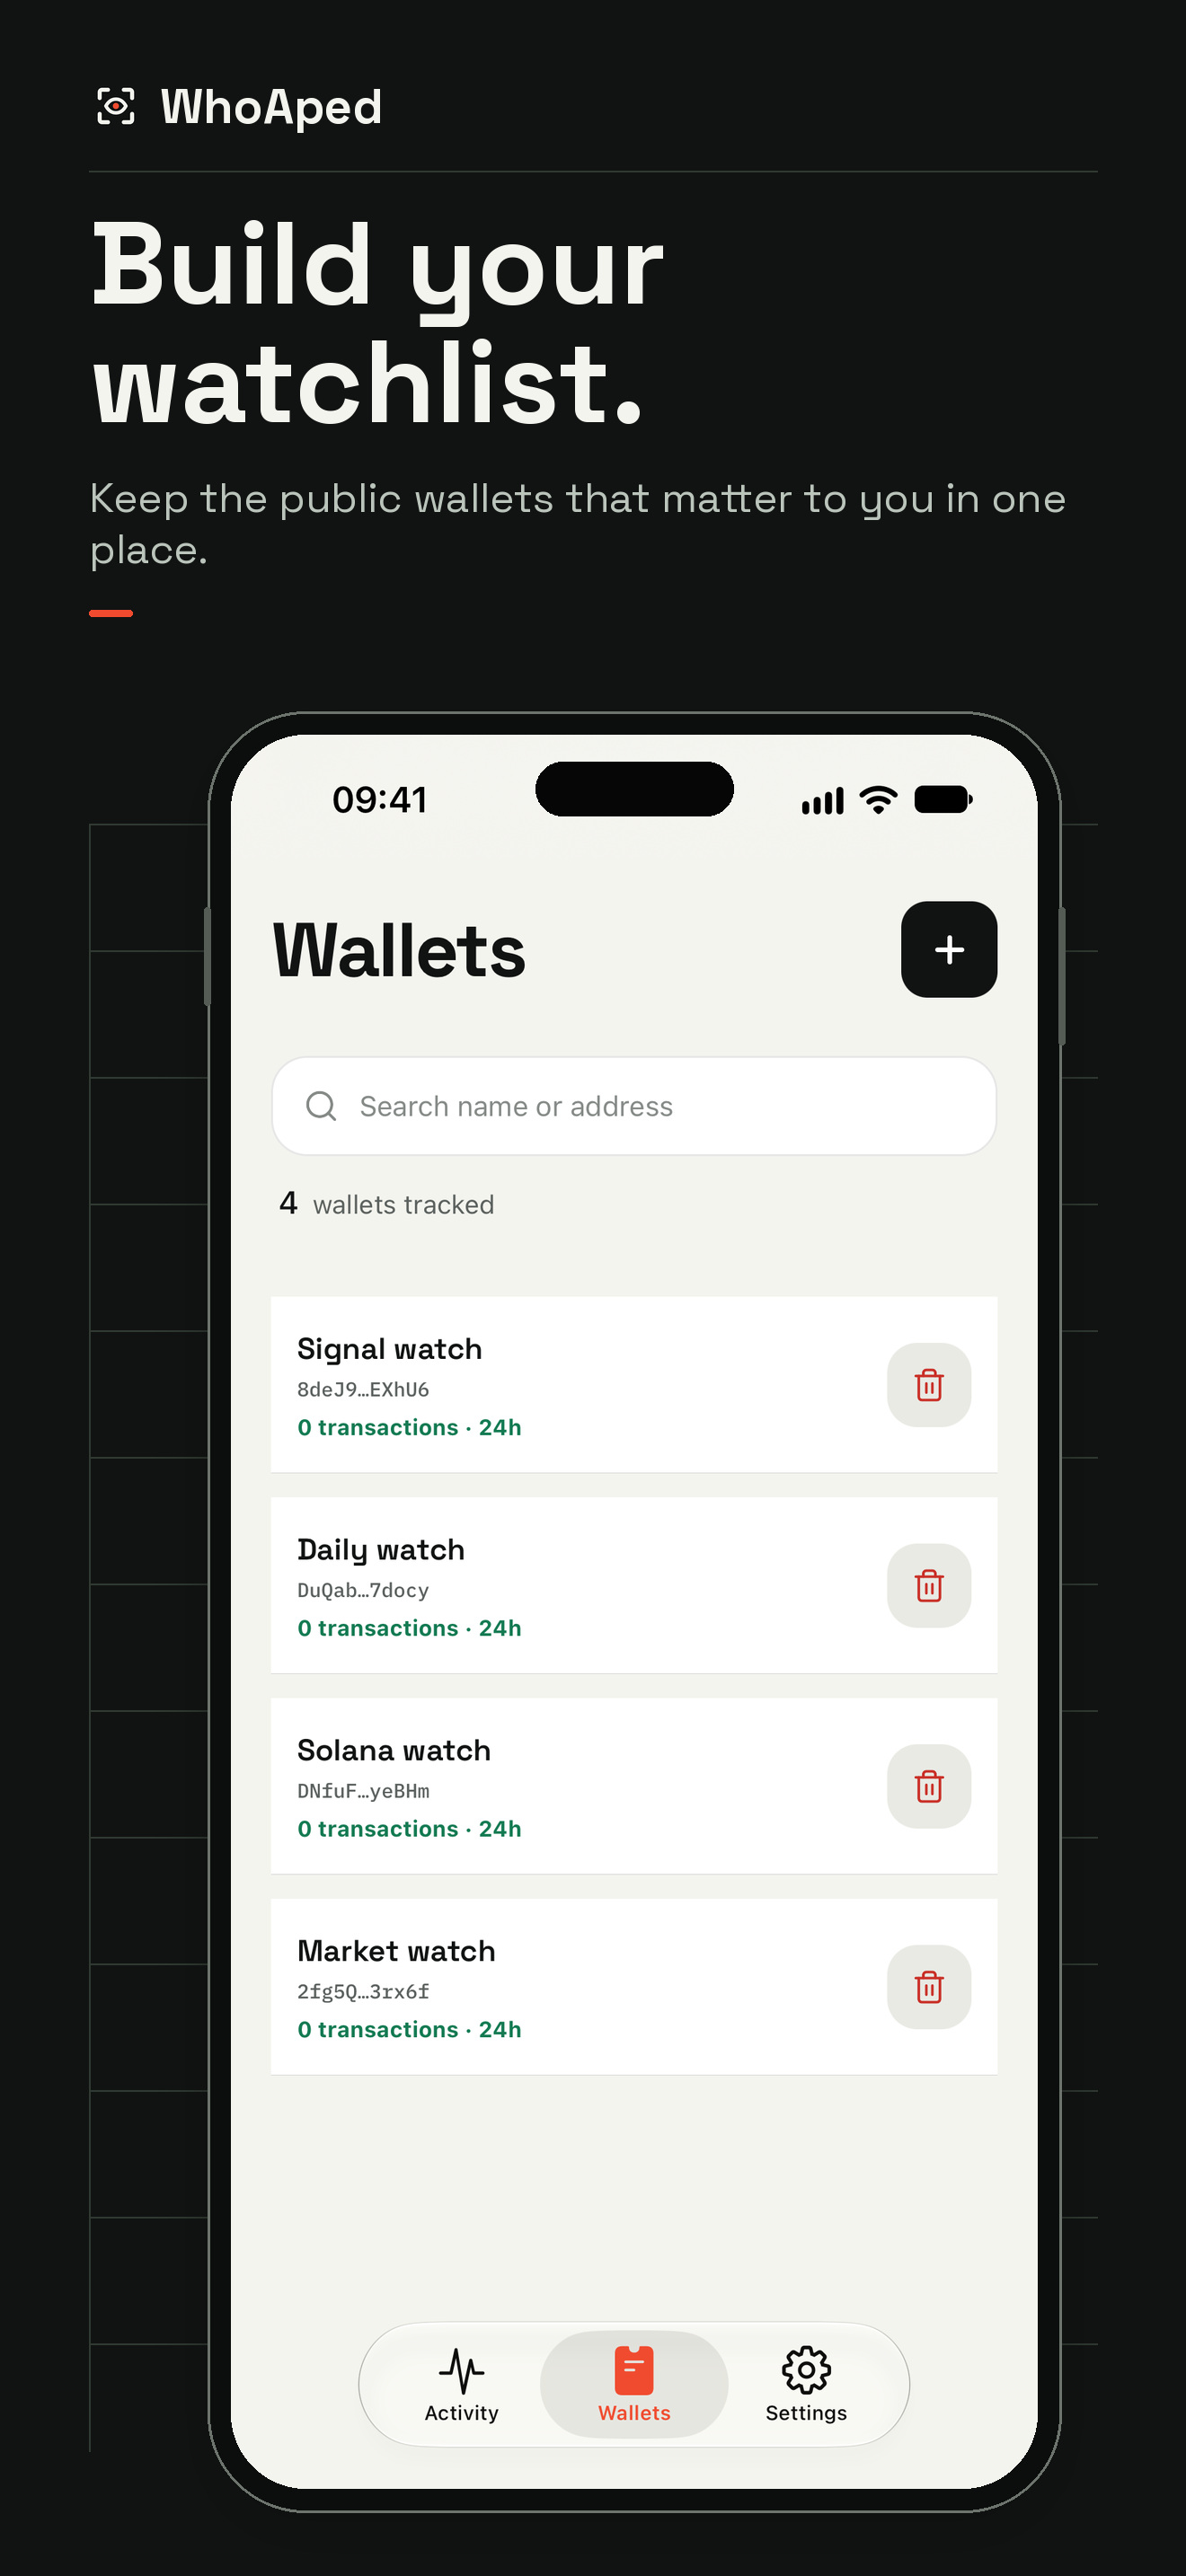 WhoAped
Build your
watchlist.
Keep the public wallets that matter to you in one
place.
09:41
Wallets
Search name or address
4 wallets tracked
Signal watch
8deJ9…EXhU6
0 transactions · 24h
Daily watch
DuQab…7docy
0 transactions · 24h
Solana watch
DNfuF…yeBHm
0 transactions · 24h
Market watch
2fg5Q…3rx6f
0 transactions · 24h
Activity
Wallets
Settings